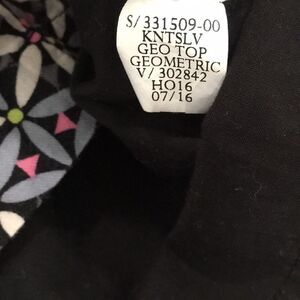 S/331509-00
KNTSLV
GEO TOP
GEOMETRIC
V/ 302842
HO16
07/16